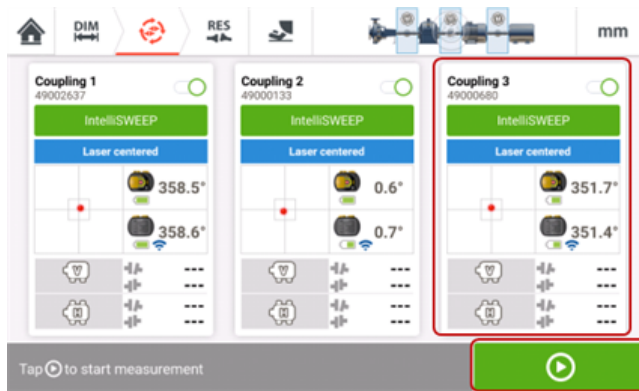 DIM
RES
mm
Coupling 1
49002637
IntelliSWEEP
Laser centered
358.5°
358.6°
V
---
---
H
---
---
Coupling 2
49000133
IntelliSWEEP
Laser centered
0.6°
0.7°
V
---
---
H
---
---
Coupling 3
49000680
IntelliSWEEP
Laser centered
351.7°
351.4°
V
---
---
H
---
---
Tap to start measurement